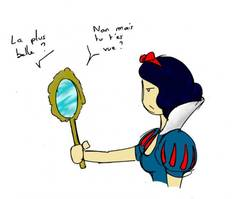 La plus
belle ?
Non mais
tu t'es
vue ?